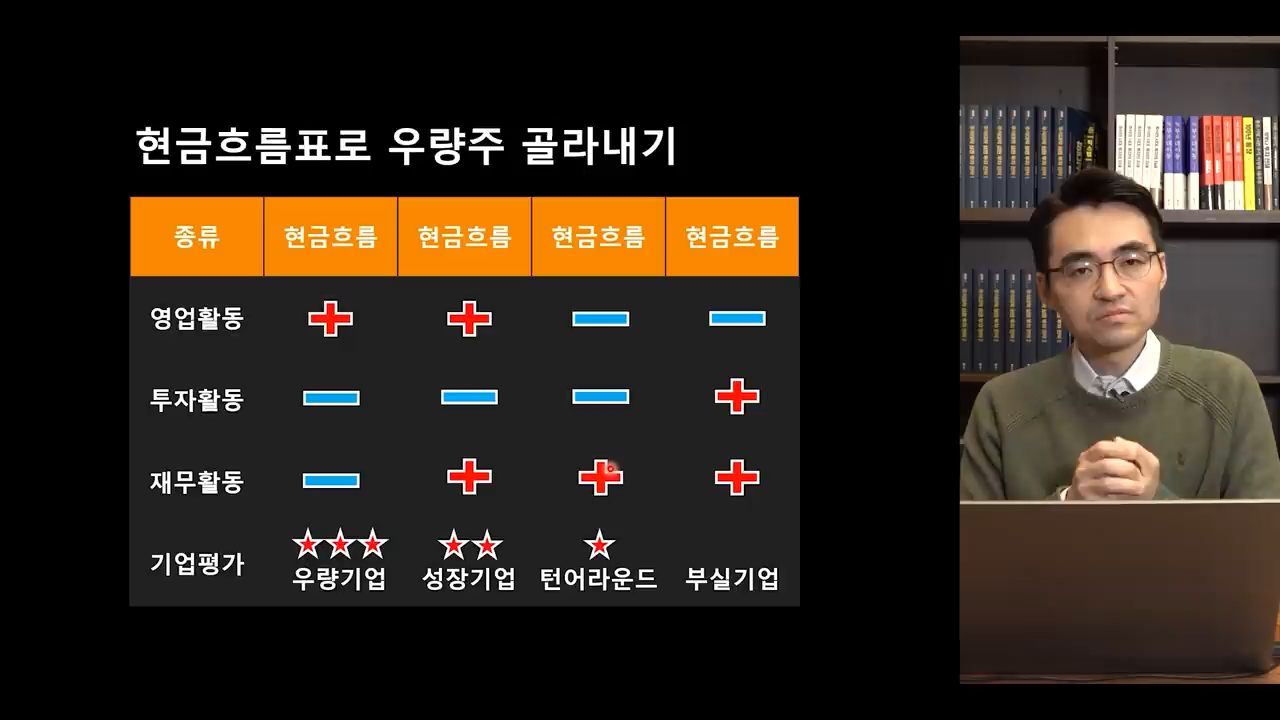 현금흐름표로 우량주 골라내기
종류 현금흐름 현금흐름 현금흐름 현금흐름
영업활동 + + - -
투자활동 - - - +
재무활동 - + + +
기업평가 ★★★ 우량기업 ★★ 성장기업 ★ 턴어라운드 부실기업